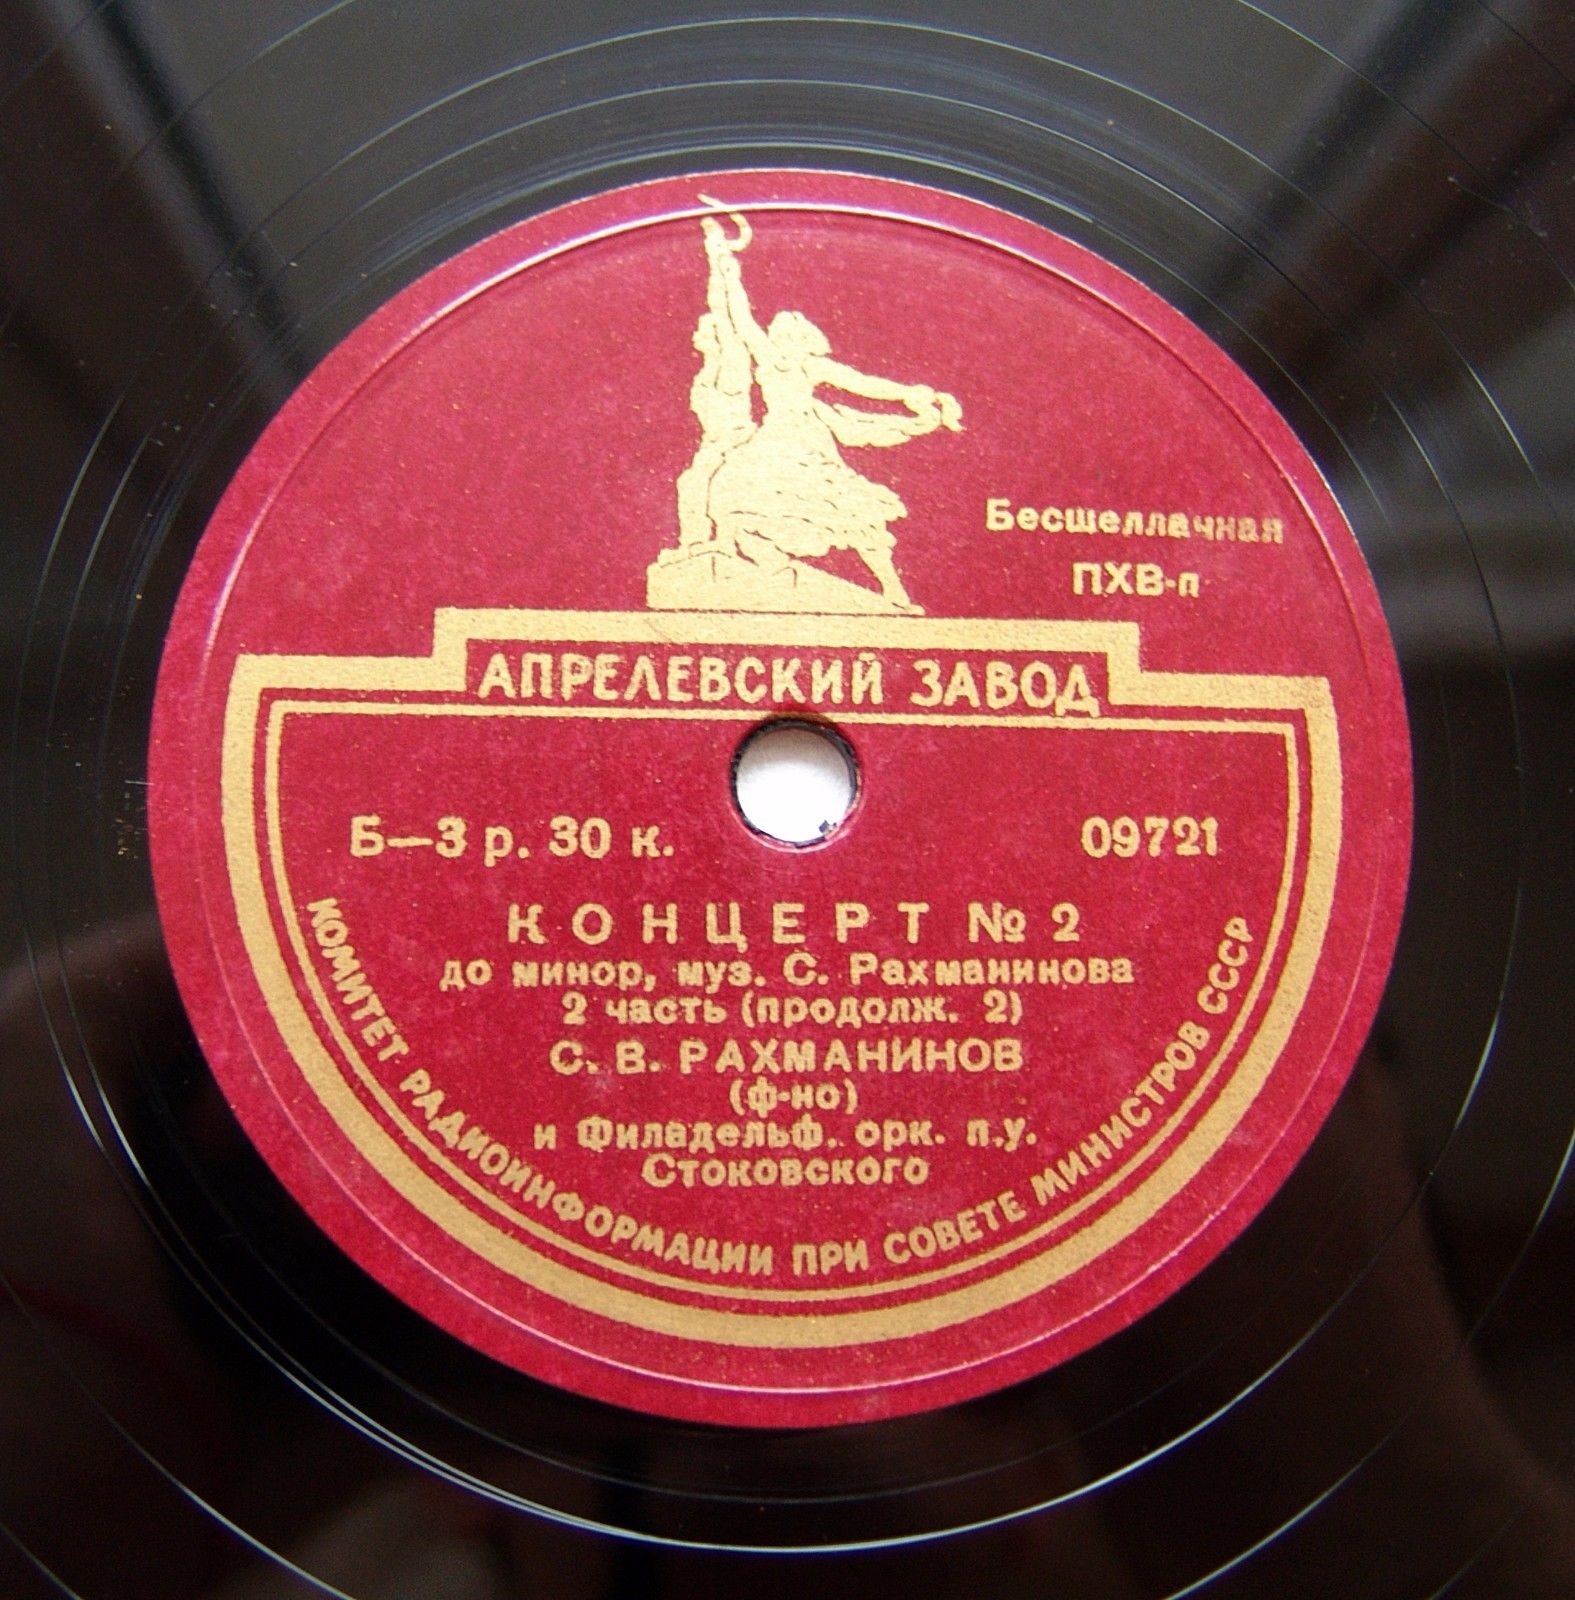 Бесшеллачная
ПХВ-п
АПРЕЛЕВСКИЙ ЗАВОД
Б—3 р. 30 к.
09721
КОНЦЕРТ № 2
до минор, муз. С. Рахманинова
2 часть (продолж. 2)
С. В. РАХМАНИНОВ
(ф-но)
и Филадельф. орк. п.у.
Стоковского
КОМИТЕТ РАДИОИНФОРМАЦИИ ПРИ СОВЕТЕ МИНИСТРОВ СССР